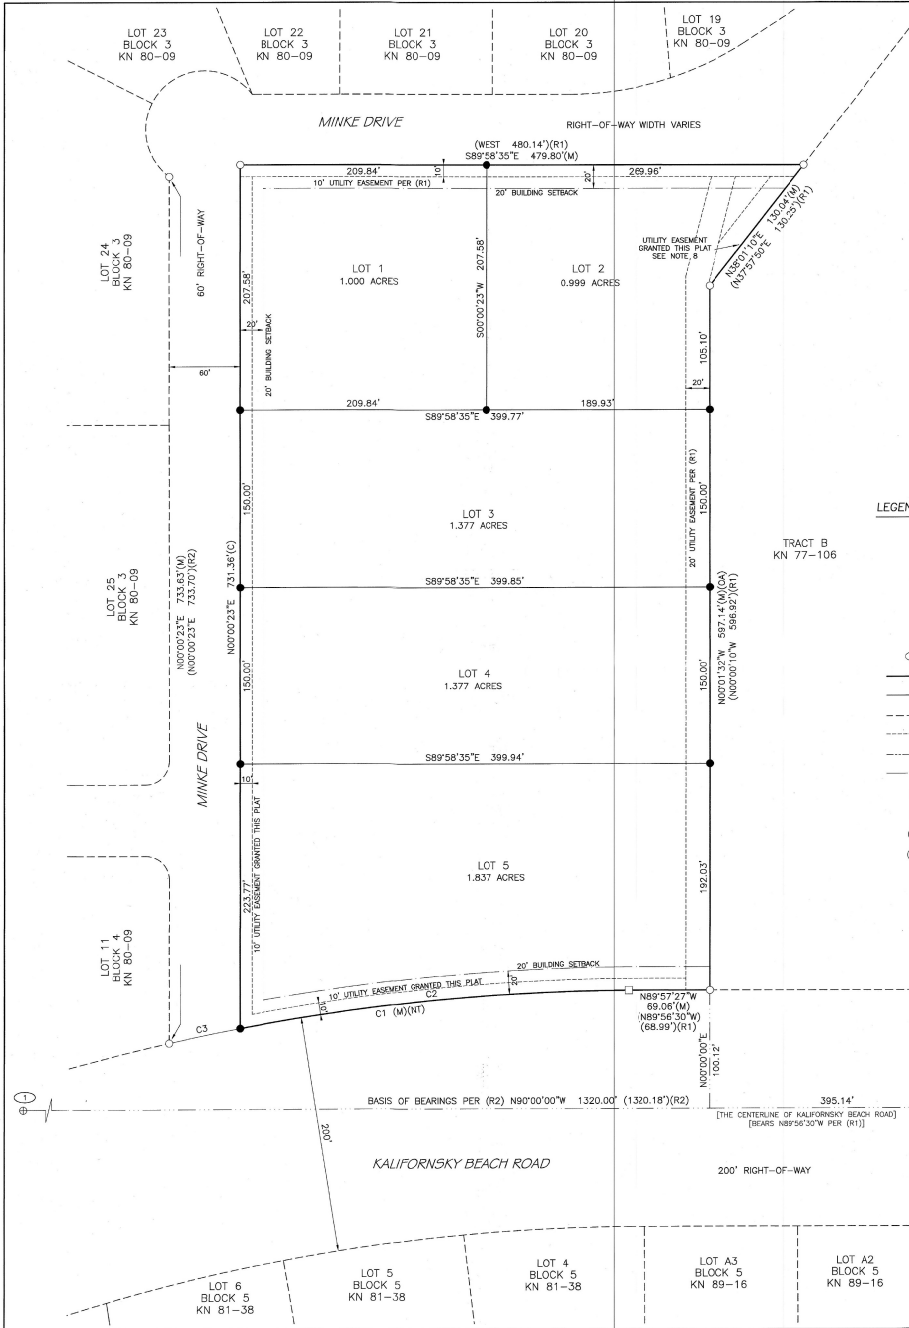 LOT 23
BLOCK 3
KN 80-09
LOT 22
BLOCK 3
KN 80-09
LOT 21
BLOCK 3
KN 80-09
LOT 20
BLOCK 3
KN 80-09
LOT 19
BLOCK 3
KN 80-09
MINKE DRIVE
RIGHT-OF-WAY WIDTH VARIES
(WEST 480.14')(R1)
S89°58'35"E 479.80'(M)
209.84'
10'
20'
269.96'
10' UTILITY EASEMENT PER (R1)
20' BUILDING SETBACK
LOT 24
BLOCK 3
KN 80-09
60' RIGHT-OF-WAY
207.58'
LOT 1
1.000 ACRES
S00°00'23"W 207.58'
LOT 2
0.999 ACRES
UTILITY EASEMENT
GRANTED THIS PLAT
SEE NOTE 8
N38°01'10"E 130.04'(M)
(N37°57'50"E 130.25')(R1)
105.10'
20'
20' BUILDING SETBACK
60'
20'
209.84'
189.93'
S89°58'35"E 399.77'
150.00'
LOT 3
1.377 ACRES
20' UTILITY EASEMENT PER (R1)
150.00'
LEGEN
TRACT B
KN 77-106
LOT 25
BLOCK 3
KN 80-09
N00°00'23"E 733.63'(M)
(N00°00'23"E 733.70')(R2)
N00°00'23"E 731.36'(C)
S89°58'35"E 399.85'
N00°01'32"W 597.14'(M)(OA)
(N00°00'10"W 596.92')(R1)
150.00'
LOT 4
1.377 ACRES
150.00'
MINKE DRIVE
S89°58'35"E 399.94'
10'
10' UTILITY EASEMENT GRANTED THIS PLAT
223.77'
LOT 5
1.837 ACRES
192.03'
LOT 11
BLOCK 4
KN 80-09
20' BUILDING SETBACK
20'
10' UTILITY EASEMENT GRANTED THIS PLAT
10'
C2
C1 (M)(NT)
C3
N89°57'27"W
69.06'(M)
(N89°56'30"W)
(68.99')(R1)
N00°00'00"E
100.12'
1
BASIS OF BEARINGS PER (R2) N90°00'00"W 1320.00' (1320.18')(R2)
395.14'
[THE CENTERLINE OF KALIFORNSKY BEACH ROAD]
[BEARS N89°56'30"W PER (R1)]
200'
KALIFORNSKY BEACH ROAD
200' RIGHT-OF-WAY
LOT 6
BLOCK 5
KN 81-38
LOT 5
BLOCK 5
KN 81-38
LOT 4
BLOCK 5
KN 81-38
LOT A3
BLOCK 5
KN 89-16
LOT A2
BLOCK 5
KN 89-16